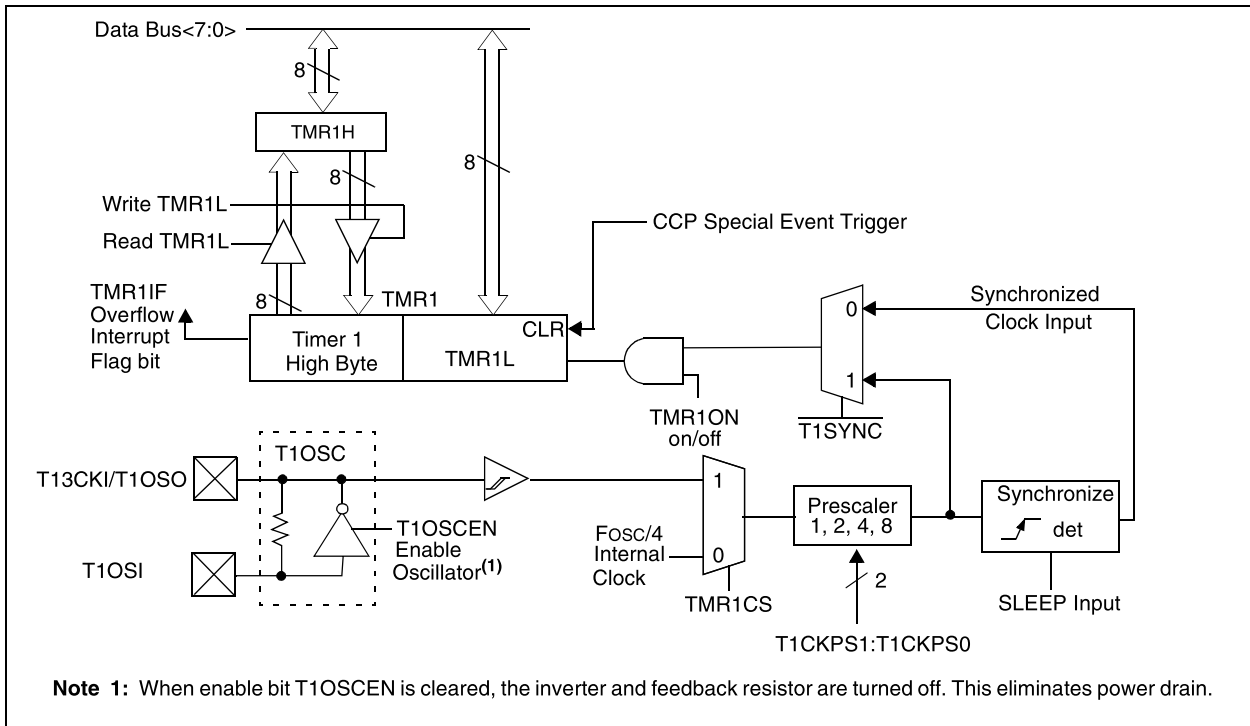 Data Bus<7:0>
8
TMR1H
8
8
Write TMR1L
CCP Special Event Trigger
Read TMR1L
TMR1IF
Overflow
Interrupt
Flag bit
8
TMR1
Timer 1
High Byte
TMR1L
CLR
0
1
Synchronized
Clock Input
TMR1ON
on/off
T1SYNC
T1OSC
T13CKI/T1OSO
T1OSCEN
Enable
Oscillator(1)
T1OSI
FOSC/4
Internal
Clock
1
0
TMR1CS
Prescaler
1, 2, 4, 8
2
T1CKPS1:T1CKPS0
Synchronize
det
SLEEP Input
Note 1: When enable bit T1OSCEN is cleared, the inverter and feedback resistor are turned off. This eliminates power drain.